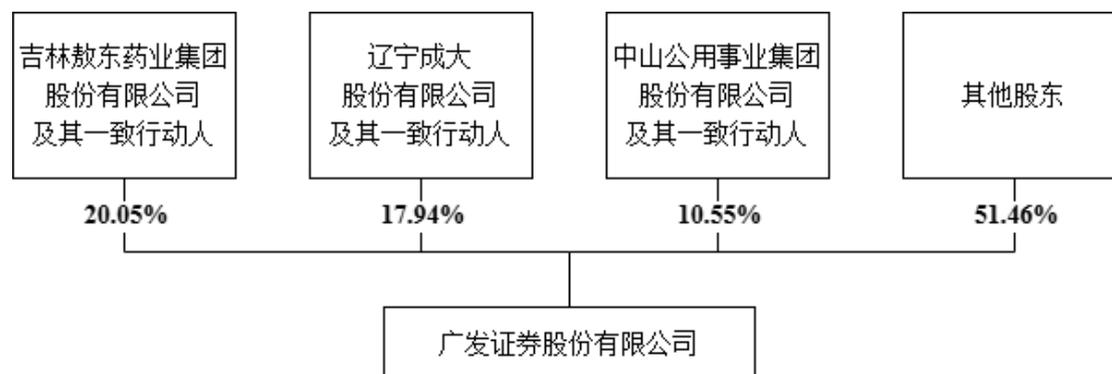 吉林敖东药业集团
股份有限公司
及其一致行动人
辽宁成大
股份有限公司
及其一致行动人
中山公用事业集团
股份有限公司
及其一致行动人
其他股东
20.05%
17.94%
10.55%
51.46%
广发证券股份有限公司